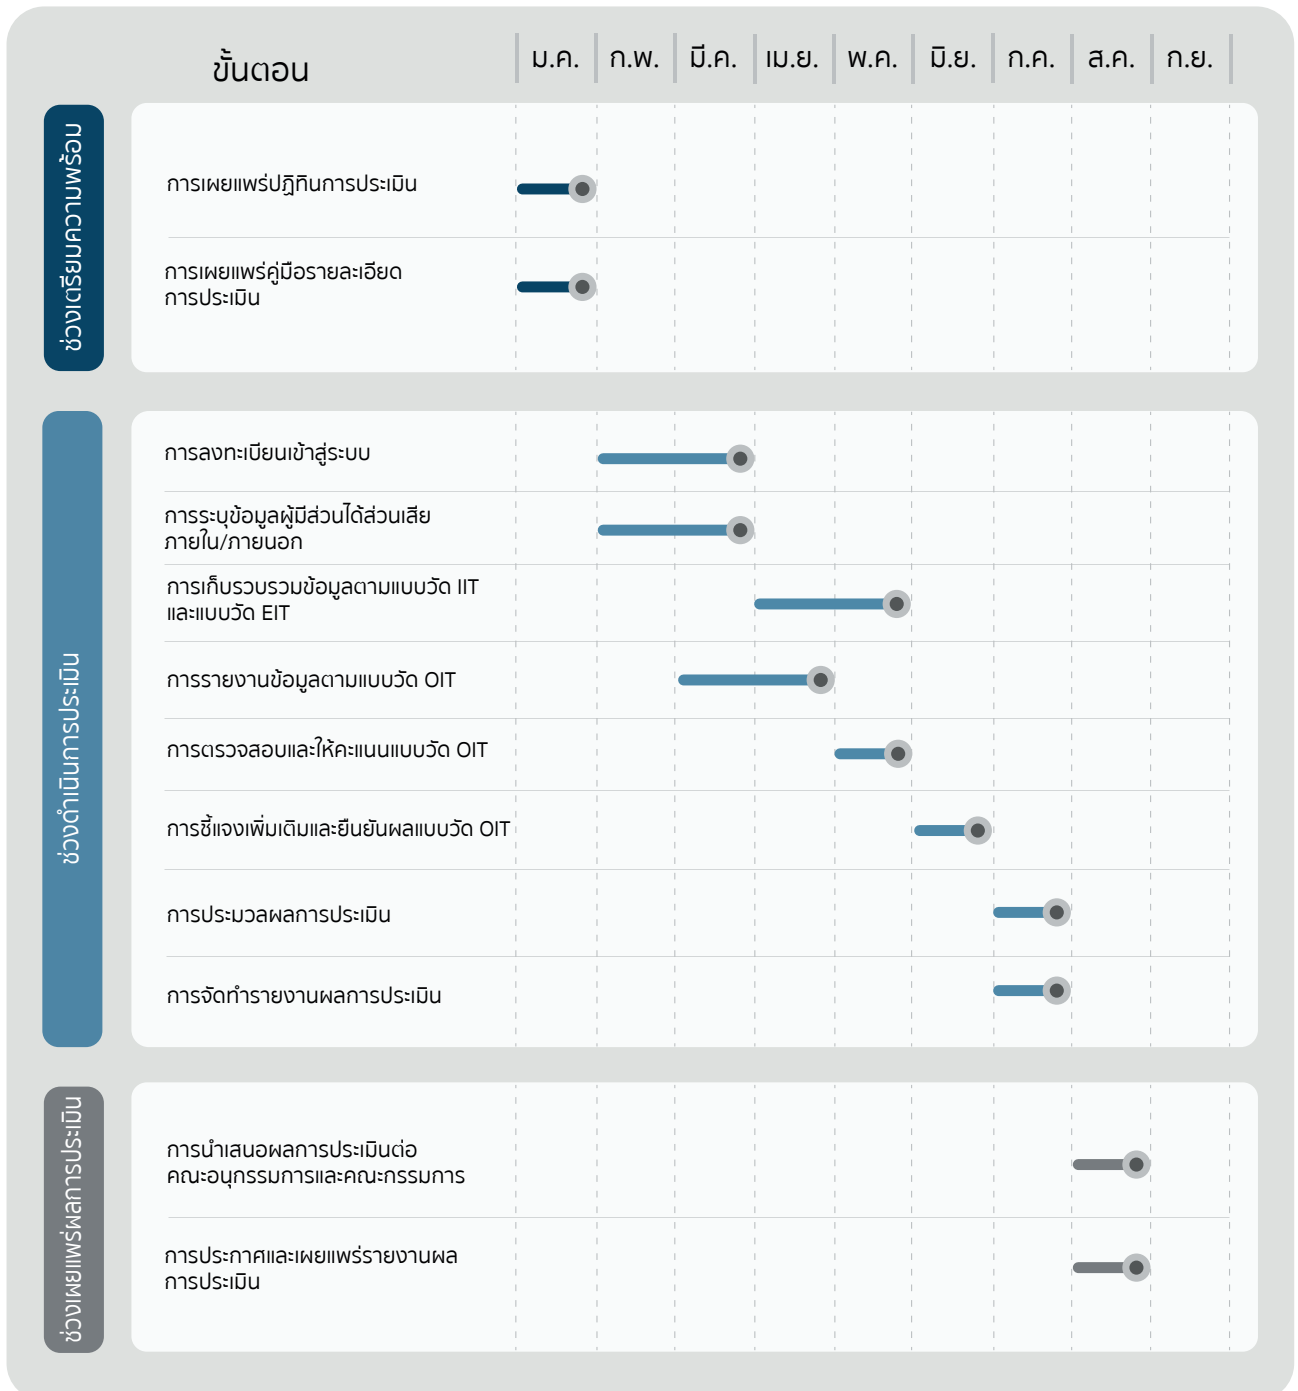 ขั้นตอน
ม.ค. ก.พ. มี.ค. เม.ย. พ.ค. มิ.ย. ก.ค. ส.ค. ก.ย.
ช่วงเตรียมความพร้อม
การเผยแพร่ปฏิทินการประเมิน
การเผยแพร่คู่มือรายละเอียด
การประเมิน
ช่วงดำเนินการประเมิน
การลงทะเบียนเข้าสู่ระบบ
การระบุข้อมูลผู้มีส่วนได้ส่วนเสีย
ภายใน/ภายนอก
การเก็บรวบรวมข้อมูลตามแบบวัด IIT
และแบบวัด EIT
การรายงานข้อมูลตามแบบวัด OIT
การตรวจสอบและให้คะแนนแบบวัด OIT
การชี้แจงเพิ่มเติมและยืนยันผลแบบวัด OIT
การประมวลผลการประเมิน
การจัดทำรายงานผลการประเมิน
ช่วงเผยแพร่ผลการประเมิน
การนำเสนอผลการประเมินต่อ
คณะอนุกรรมการและคณะกรรมการ
การประกาศและเผยแพร่รายงานผล
การประเมิน